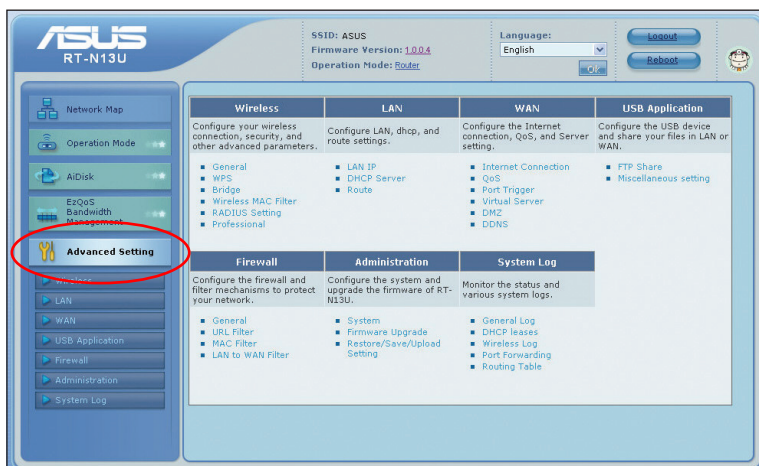 ASUS
RT-N13U
SSID: ASUS
Firmware Version: 1.0.0.4
Operation Mode: Router
Language:
English
OK
Logout
Reboot
Network Map
Operation Mode
AiDisk
EzQoS
Bandwidth
Management
Advanced Setting
Wireless
LAN
WAN
USB Application
Firewall
Administration
System Log
Wireless
Configure your wireless
connection, security, and
other advanced parameters.
General
WPS
Bridge
Wireless MAC Filter
RADIUS Setting
Professional
LAN
Configure LAN, dhcp, and
route settings.
LAN IP
DHCP Server
Route
WAN
Configure the Internet
connection, QoS, and Server
setting.
Internet Connection
QoS
Port Trigger
Virtual Server
DMZ
DDNS
USB Application
Configure the USB device
and share your files in LAN or
WAN.
FTP Share
Miscellaneous setting
Firewall
Configure the firewall and
filter mechanisms to protect
your network.
General
URL Filter
MAC Filter
LAN to WAN Filter
Administration
Configure the system and
upgrade the firmware of RT-
N13U.
System
Firmware Upgrade
Restore/Save/Upload
Setting
System Log
Monitor the status and
various system logs.
General Log
DHCP leases
Wireless Log
Port Forwarding
Routing Table